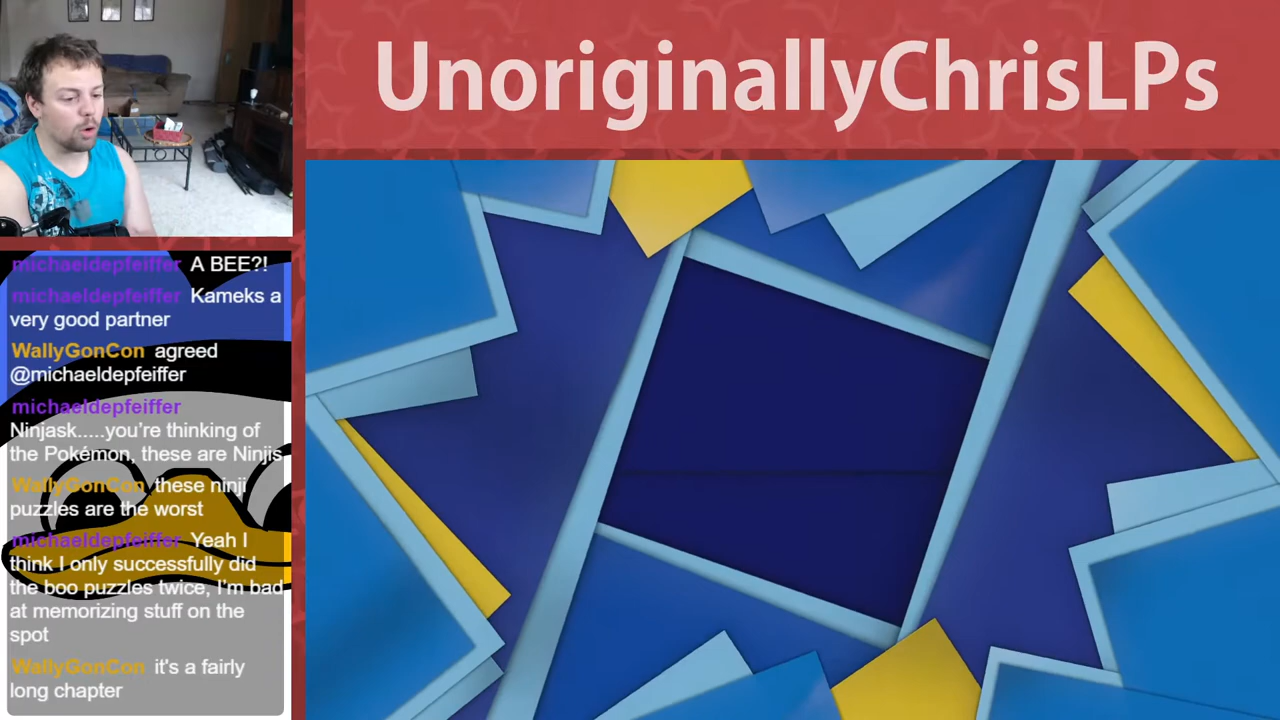 UnoriginallyChrisLPs
michaeldepfeiffer A BEE?!
michaeldepfeiffer Kameks a
very good partner
WallyGonCon agreed
@michaeldepfeiffer
michaeldepfeiffer
Ninjask.....you're thinking of
the Pokémon, these are Ninjis
WallyGonCon these ninji
puzzles are the worst
michaeldepfeiffer Yeah I
think I only successfully did
the boo puzzles twice, I'm bad
at memorizing stuff on the
spot
WallyGonCon it's a fairly
long chapter